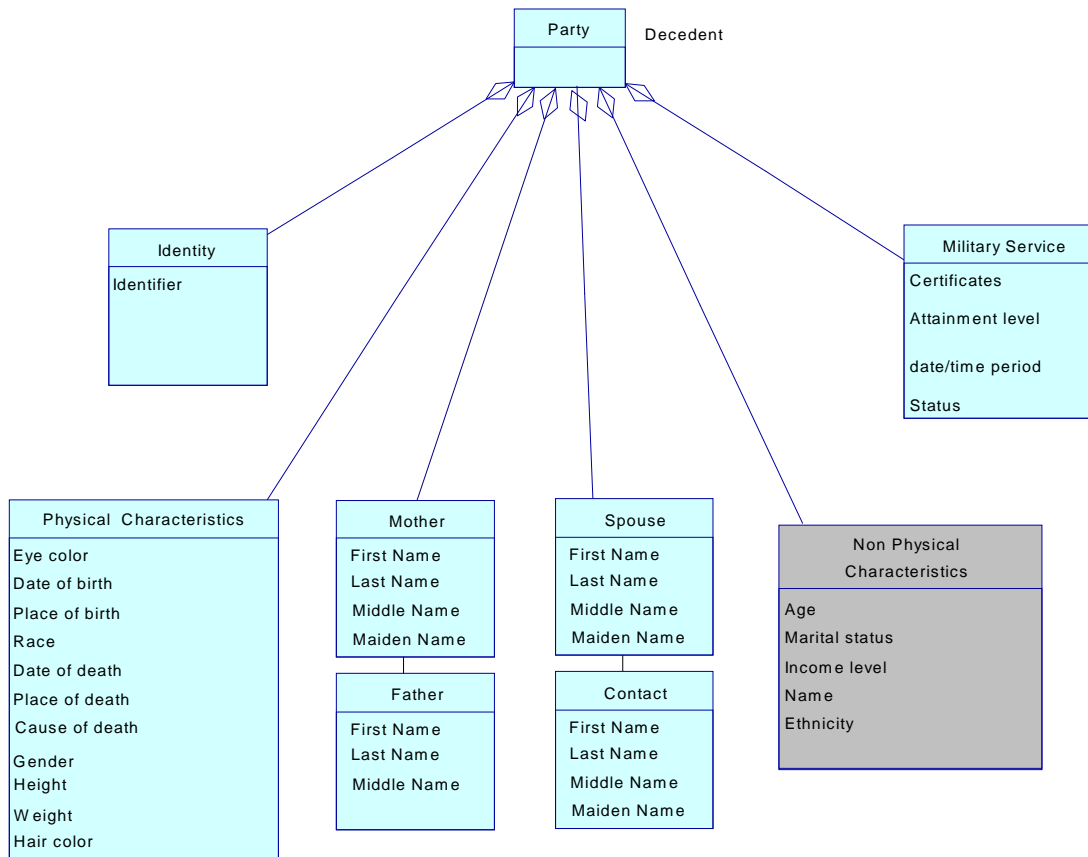 Party
Decedent
Identity
Identifier
Military Service
Certificates
Attainment level
date/time period
Status
Physical Characteristics
Eye color
Date of birth
Place of birth
Race
Date of death
Place of death
Cause of death
Gender
Height
Weight
Hair color
Mother
First Name
Last Name
Middle Name
Maiden Name
Father
First Name
Last Name
Middle Name
Spouse
First Name
Last Name
Middle Name
Maiden Name
Contact
First Name
Last Name
Middle Name
Maiden Name
Non Physical
Characteristics
Age
Marital status
Income level
Name
Ethnicity